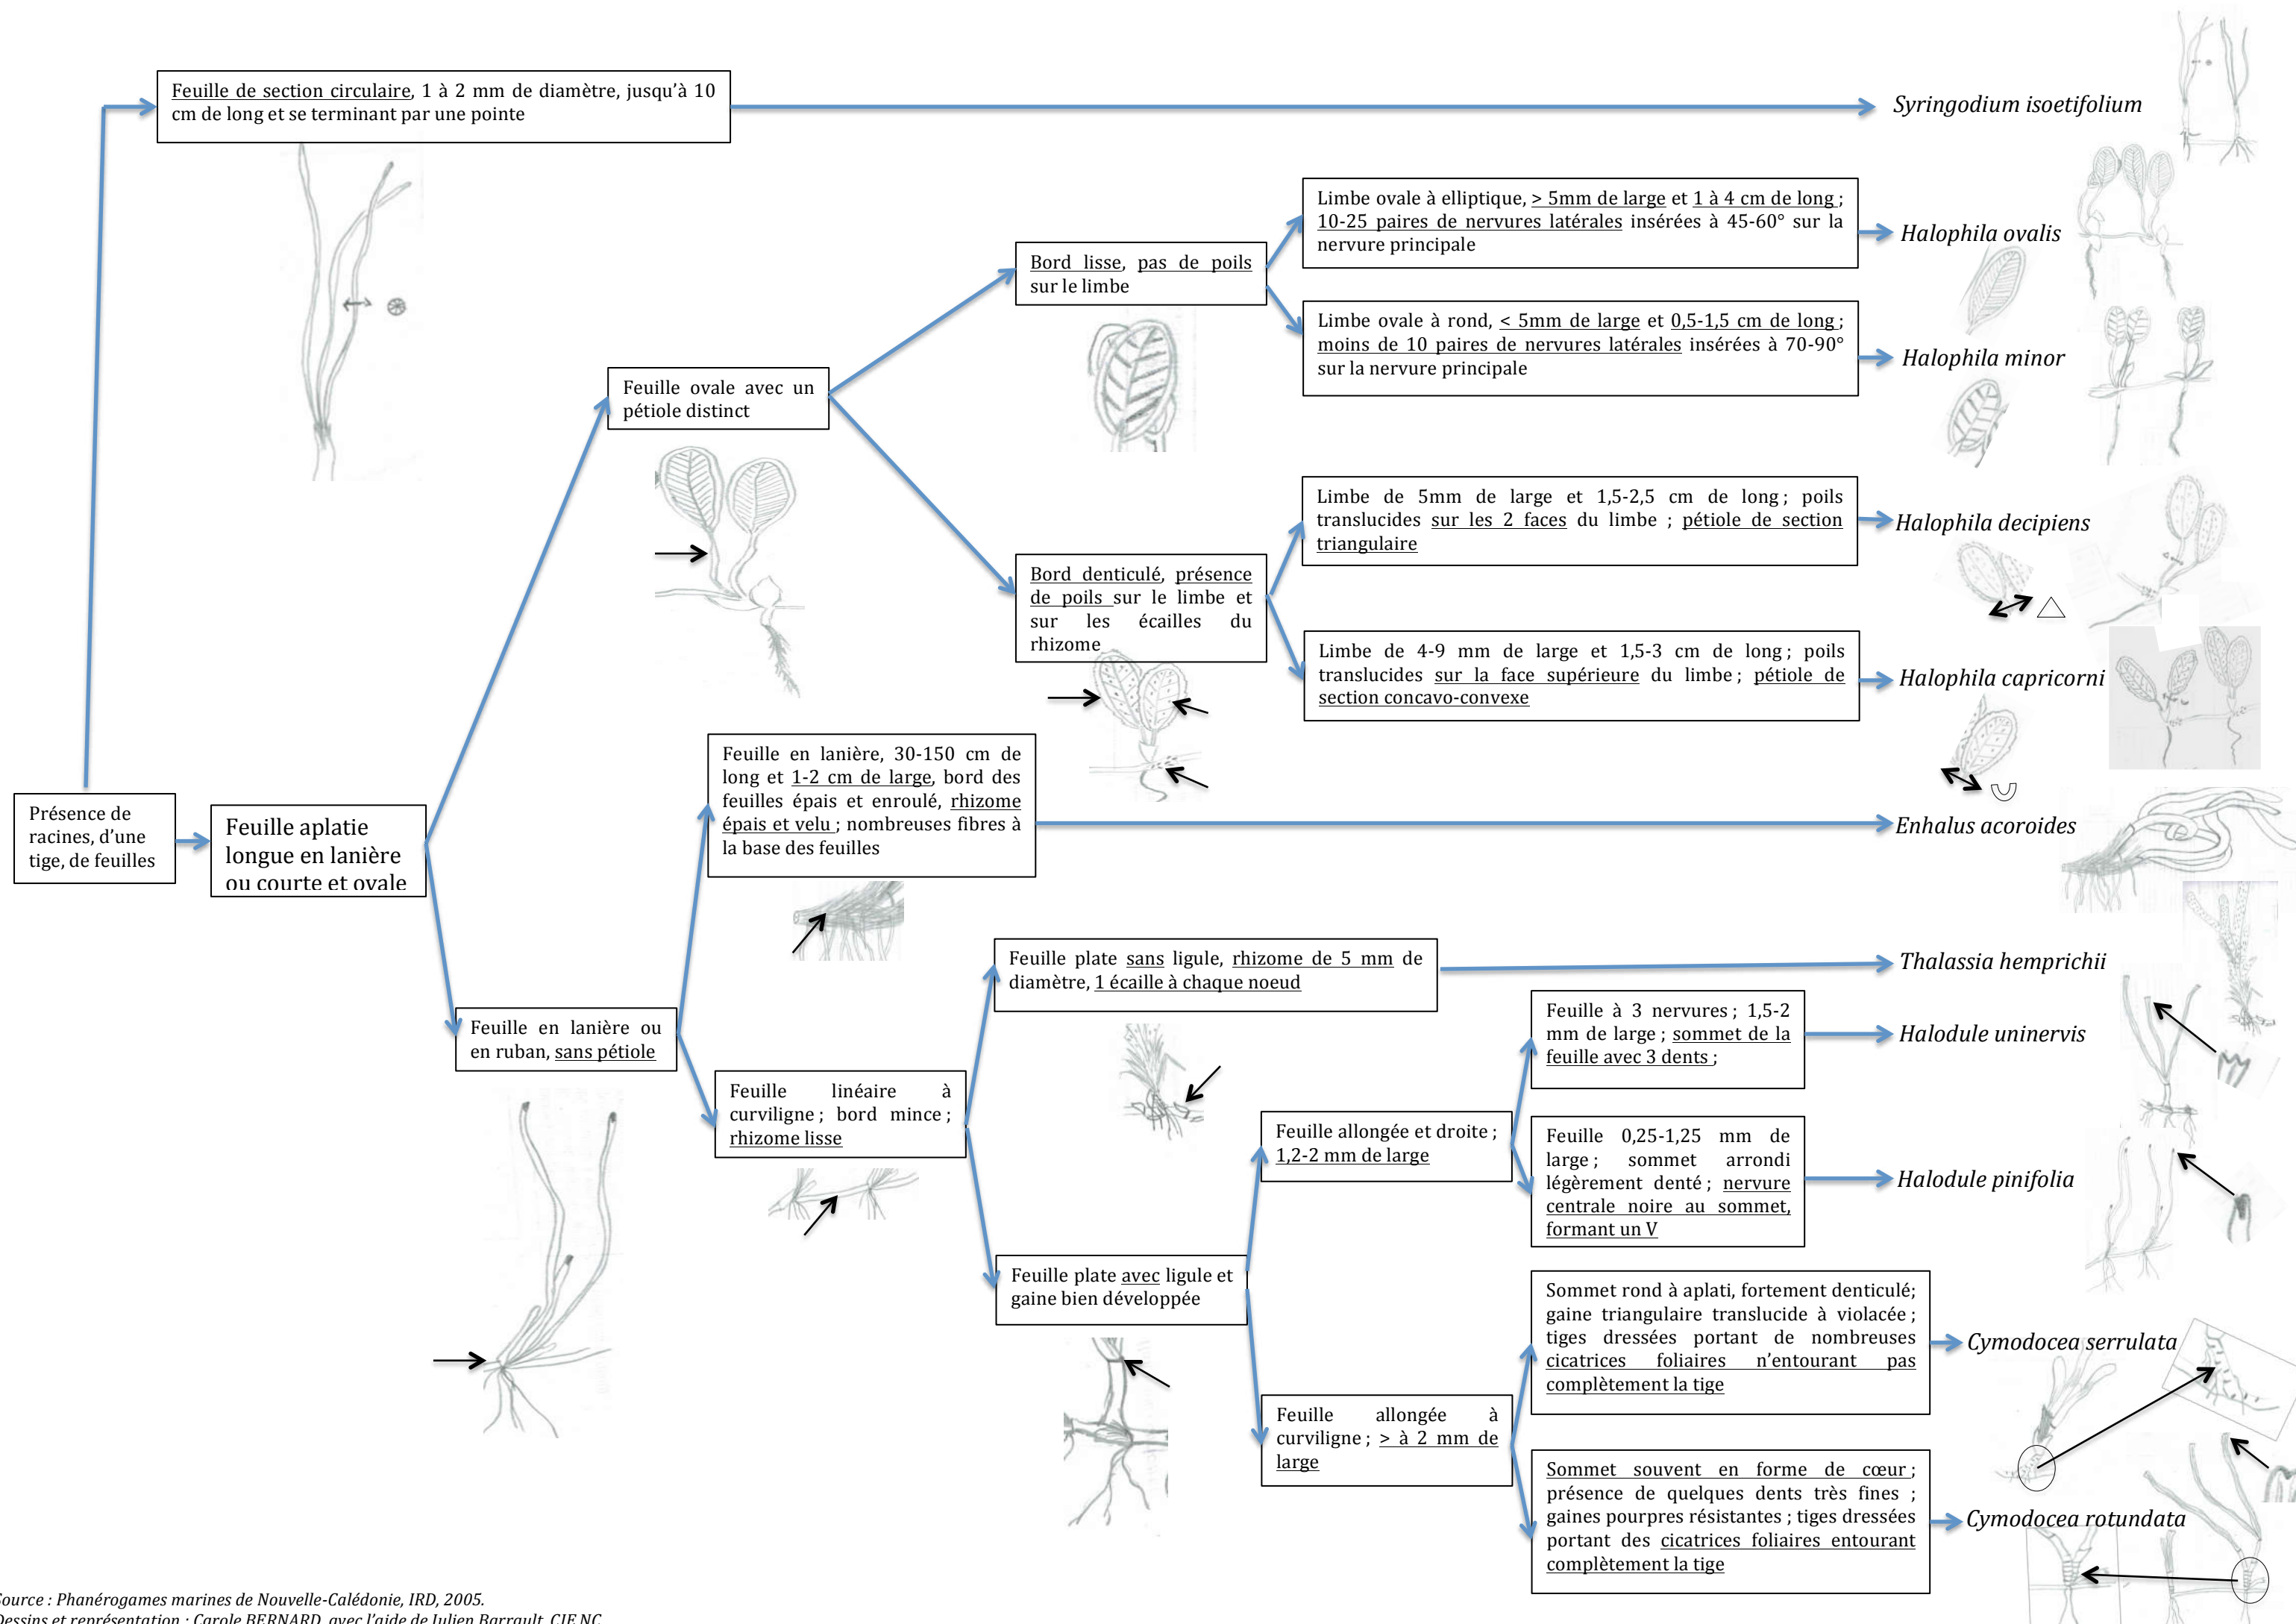 Feuille de section circulaire, 1 à 2 mm de diamètre, jusqu'à 10
cm de long et se terminant par une pointe
Syringodium isoetifolium
Limbe ovale à elliptique, > 5mm de large et 1 à 4 cm de long ;
10-25 paires de nervures latérales insérées à 45-60° sur la
nervure principale
Halophila ovalis
Bord lisse, pas de poils
sur le limbe
Limbe ovale à rond, < 5mm de large et 0,5-1,5 cm de long ;
moins de 10 paires de nervures latérales insérées à 70-90°
sur la nervure principale
Halophila minor
Feuille ovale avec un
pétiole distinct
Limbe de 5mm de large et 1,5-2,5 cm de long ; poils
translucides sur les 2 faces du limbe ; pétiole de section
triangulaire
Halophila decipiens
Bord denticulé, présence
de poils sur le limbe et
sur les écailles du
rhizome
Limbe de 4-9 mm de large et 1,5-3 cm de long ; poils
translucides sur la face supérieure du limbe ; pétiole de
section concavo-convexe
Halophila capricorni
Présence de
racines, d'une
tige, de feuilles
Feuille aplatie
longue en lanière
ou courte et ovale
Feuille en lanière, 30-150 cm de
long et 1-2 cm de large, bord des
feuilles épais et enroulé, rhizome
épais et velu ; nombreuses fibres à
la base des feuilles
Enhalus acoroides
Feuille en lanière ou
en ruban, sans pétiole
Feuille plate sans ligule, rhizome de 5 mm de
diamètre, 1 écaille à chaque noeud
Thalassia hemprichii
Feuille linéaire à
curviligne ; bord mince ;
rhizome lisse
Feuille à 3 nervures ; 1,5-2
mm de large ; sommet de la
feuille avec 3 dents ;
Halodule uninervis
Feuille allongée et droite ;
1,2-2 mm de large
Feuille 0,25-1,25 mm de
large ; sommet arrondi
légèrement denté ; nervure
centrale noire au sommet,
formant un V
Halodule pinifolia
Feuille plate avec ligule et
gaine bien développée
Sommet rond à aplati, fortement denticulé;
gaine triangulaire translucide à violacée ;
tiges dressées portant de nombreuses
cicatrices foliaires n'entourant pas
complètement la tige
Cymodocea serrulata
Feuille allongée à
curviligne ; > à 2 mm de
large
Sommet souvent en forme de cœur ;
présence de quelques dents très fines ;
gaines pourpres résistantes ; tiges dressées
portant des cicatrices foliaires entourant
complètement la tige
Cymodocea rotundata
Source : Phanérogames marines de Nouvelle-Calédonie, IRD, 2005.
Dessins et représentation : Carole BERNARD, avec l'aide de Julien Barrault, CIE NC